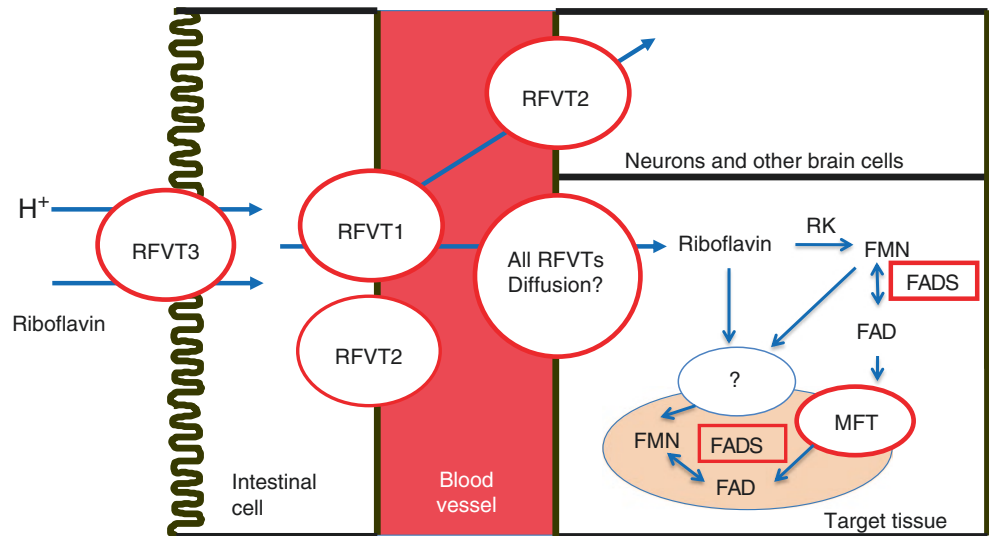 RFVT2
Neurons and other brain cells
H⁺
RFVT3
Riboflavin
RFVT1
RFVT2
All RFVTs
Diffusion?
Riboflavin
RK
FMN
FADS
FAD
?
MFT
FMN
FADS
FAD
Intestinal
cell
Blood
vessel
Target tissue